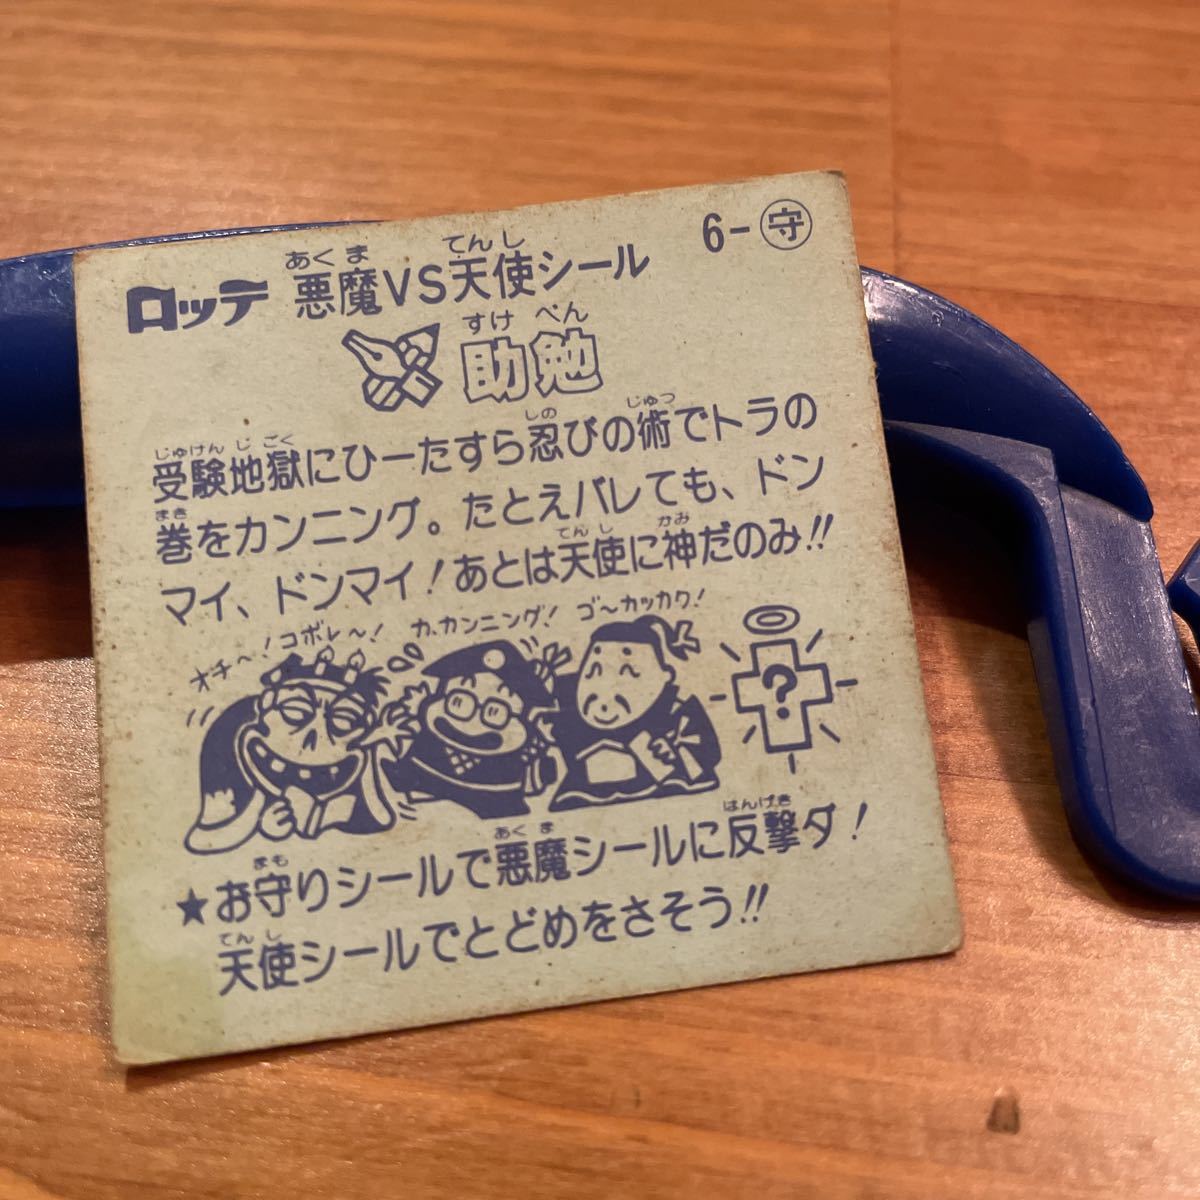 6-㊪守
ロッテ 悪魔VS天使シール
あくま てんし
すけ べん
助勉
じゅけん じごく しの じゅつ
受験地獄にひーたすら忍びの術でトラの
まき
巻をカンニング。たとえバレても、ドン
てんし かみ
マイ、ドンマイ!あとは天使に神だのみ!!
オチ〜!コボレ〜! カ、カンニング! ゴ〜カッカク!
?
あくま はんげき
まも
★お守りシールで悪魔シールに反撃ダ!
てんし
天使シールでとどめをさそう!!